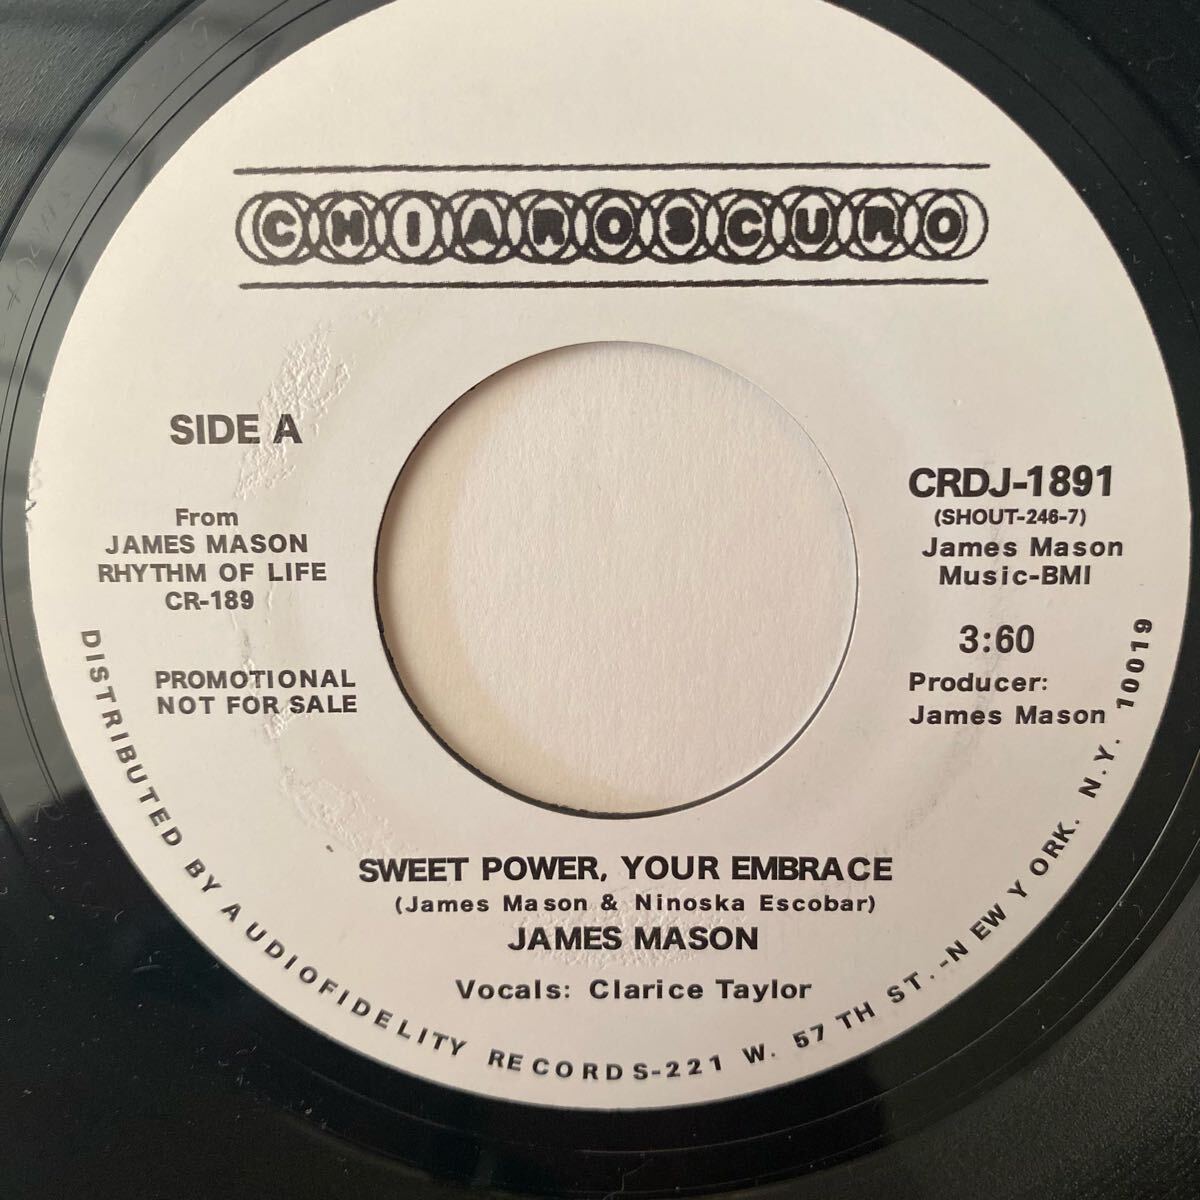 CHIAROSCURO
SIDE A
From
JAMES MASON
RHYTHM OF LIFE
CR-189
PROMOTIONAL
NOT FOR SALE
CRDJ-1891
(SHOUT-246-7)
James Mason
Music-BMI
3:60
Producer:
James Mason
SWEET POWER, YOUR EMBRACE
(James Mason & Ninoska Escobar)
JAMES MASON
Vocals: Clarice Taylor
DISTRIBUTED BY AUDIOFIDELITY RECORDS-221 W. 57 TH ST.-NEW YORK. N.Y. 10019